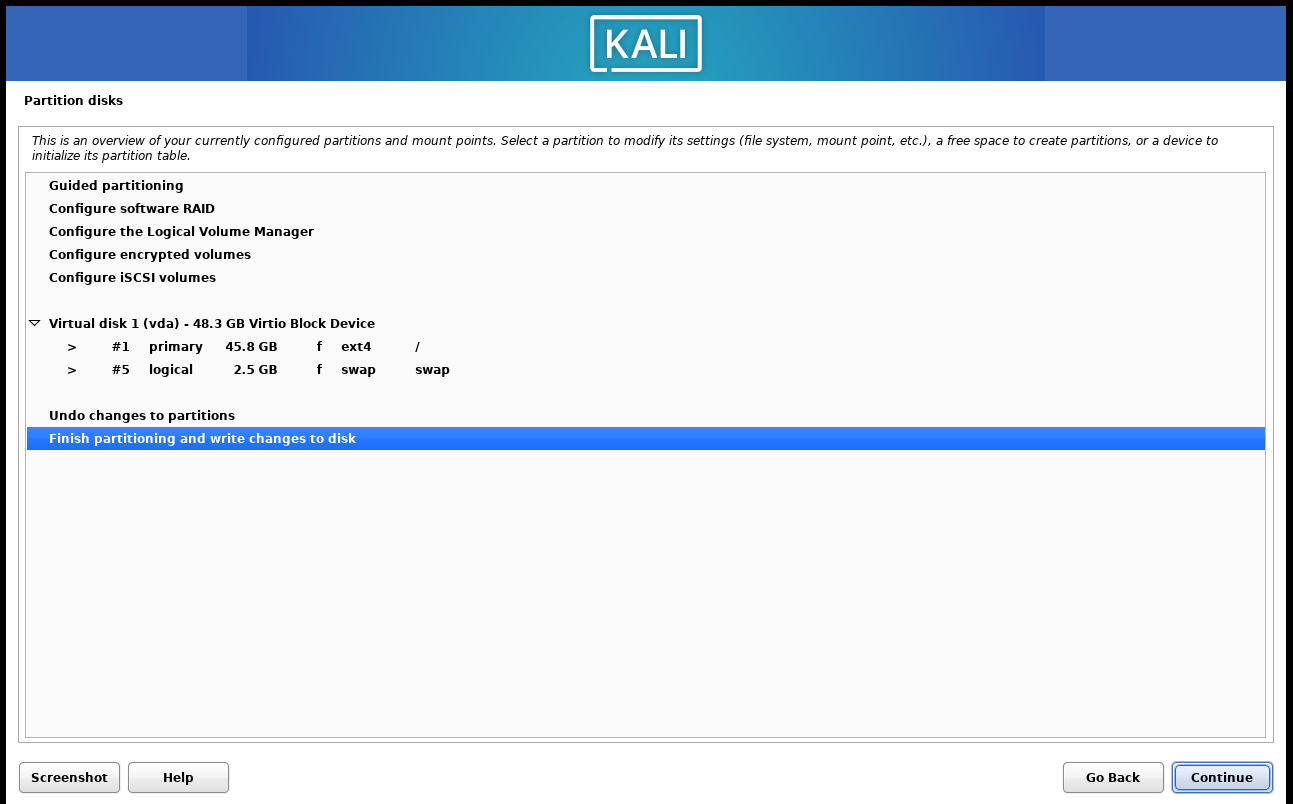 KALI
Partition disks
This is an overview of your currently configured partitions and mount points. Select a partition to modify its settings (file system, mount point, etc.), a free space to create partitions, or a device to
initialize its partition table.
Guided partitioning
Configure software RAID
Configure the Logical Volume Manager
Configure encrypted volumes
Configure iSCSI volumes
Virtual disk 1 (vda) - 48.3 GB Virtio Block Device
> #1 primary 45.8 GB f ext4 /
> #5 logical 2.5 GB f swap swap
Undo changes to partitions
Finish partitioning and write changes to disk
Screenshot Help Go Back Continue